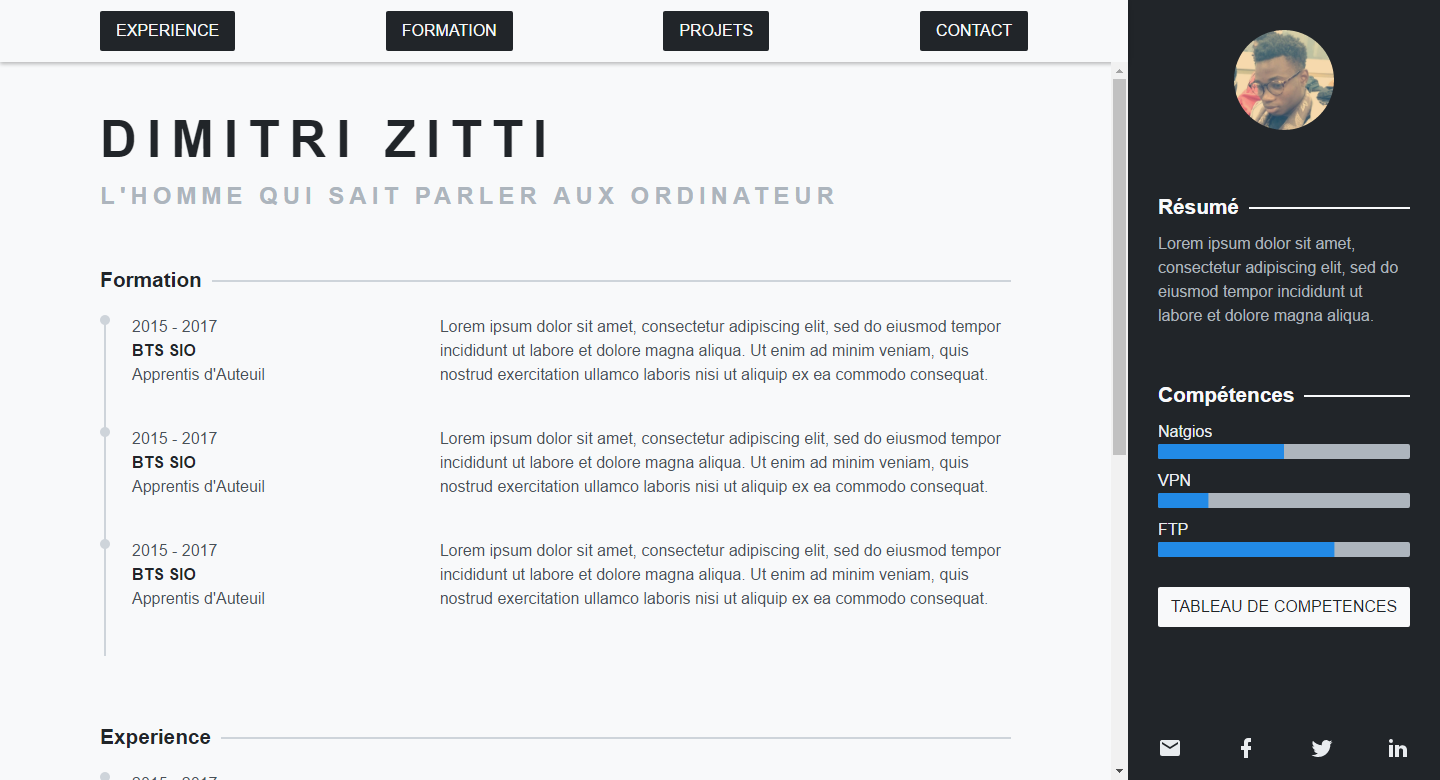 EXPERIENCE FORMATION PROJETS CONTACT
DIMITRI ZITTI
L'HOMME QUI SAIT PARLER AUX ORDINATEUR
Formation
2015 - 2017
BTS SIO
Apprentis d'Auteuil
Lorem ipsum dolor sit amet, consectetur adipiscing elit, sed do eiusmod tempor
incididunt ut labore et dolore magna aliqua. Ut enim ad minim veniam, quis
nostrud exercitation ullamco laboris nisi ut aliquip ex ea commodo consequat.
2015 - 2017
BTS SIO
Apprentis d'Auteuil
Lorem ipsum dolor sit amet, consectetur adipiscing elit, sed do eiusmod tempor
incididunt ut labore et dolore magna aliqua. Ut enim ad minim veniam, quis
nostrud exercitation ullamco laboris nisi ut aliquip ex ea commodo consequat.
2015 - 2017
BTS SIO
Apprentis d'Auteuil
Lorem ipsum dolor sit amet, consectetur adipiscing elit, sed do eiusmod tempor
incididunt ut labore et dolore magna aliqua. Ut enim ad minim veniam, quis
nostrud exercitation ullamco laboris nisi ut aliquip ex ea commodo consequat.
Experience
2015 - 2017
Résumé
Lorem ipsum dolor sit amet,
consectetur adipiscing elit, sed do
eiusmod tempor incididunt ut
labore et dolore magna aliqua.
Compétences
Natgios
VPN
FTP
TABLEAU DE COMPETENCES